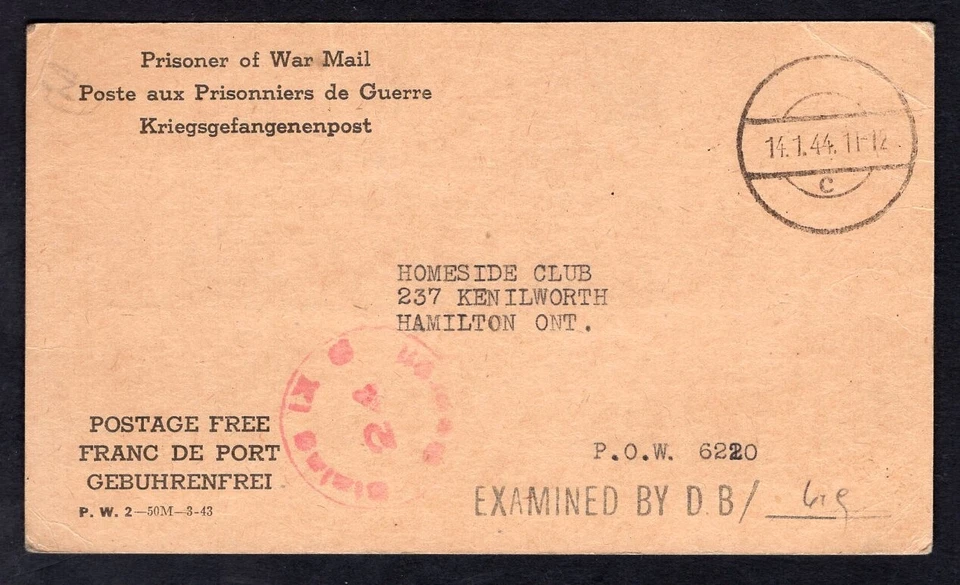 Prisoner of War Mail
Poste aux Prisonniers de Guerre
Kriegsgefangenenpost
14.1.44.11-12
c
HOMESIDE CLUB
237 KENILWORTH
HAMILTON ONT.
POSTAGE FREE
FRANC DE PORT
GEBUHRENFREI
P. W. 2—50M—3-43
P.O.W. 6220
EXAMINED BY D.B/